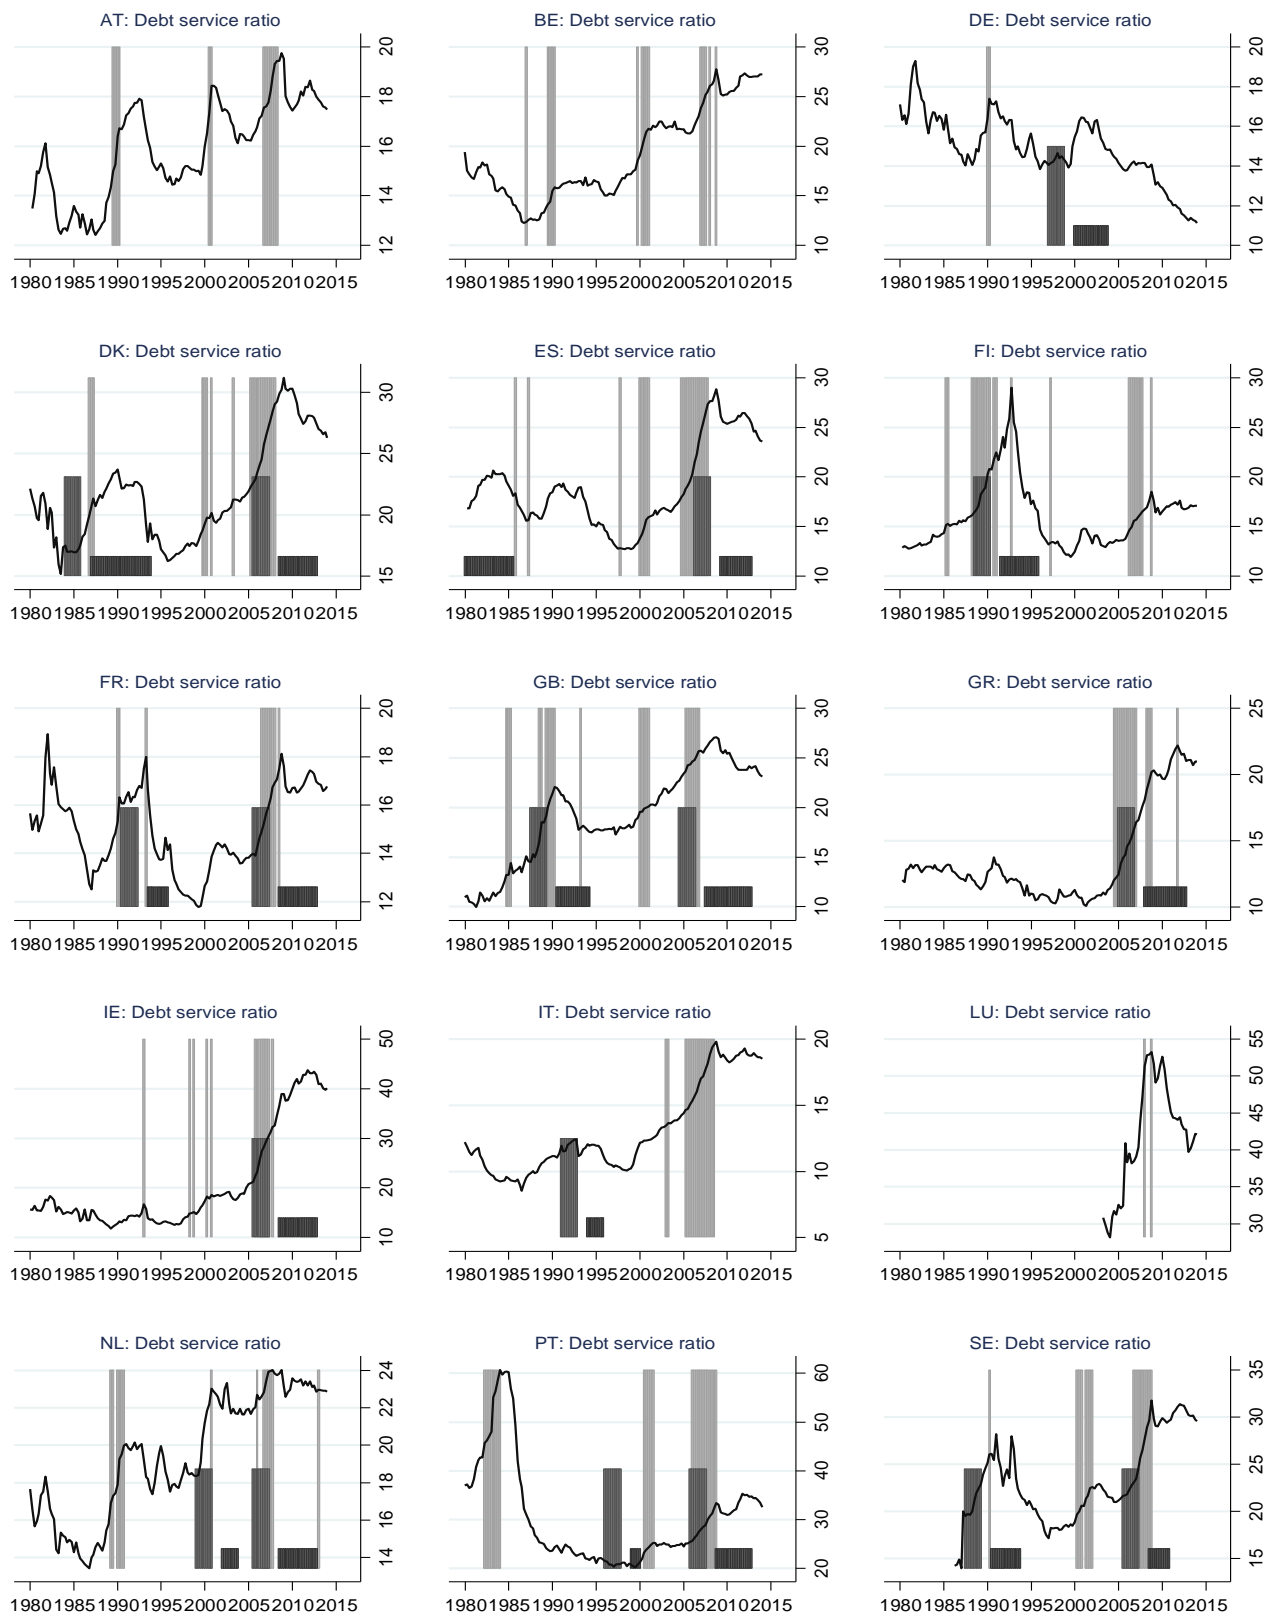 AT: Debt service ratio
12 14 16 18 20
1980 1985 1990 1995 2000 2005 2010 2015
BE: Debt service ratio
10 15 20 25 30
1980 1985 1990 1995 2000 2005 2010 2015
DE: Debt service ratio
10 12 14 16 18 20
1980 1985 1990 1995 2000 2005 2010 2015
DK: Debt service ratio
15 20 25 30
1980 1985 1990 1995 2000 2005 2010 2015
ES: Debt service ratio
10 15 20 25 30
1980 1985 1990 1995 2000 2005 2010 2015
FI: Debt service ratio
10 15 20 25 30
1980 1985 1990 1995 2000 2005 2010 2015
FR: Debt service ratio
12 14 16 18 20
1980 1985 1990 1995 2000 2005 2010 2015
GB: Debt service ratio
10 15 20 25 30
1980 1985 1990 1995 2000 2005 2010 2015
GR: Debt service ratio
10 15 20 25
1980 1985 1990 1995 2000 2005 2010 2015
IE: Debt service ratio
10 20 30 40 50
1980 1985 1990 1995 2000 2005 2010 2015
IT: Debt service ratio
5 10 15 20
1980 1985 1990 1995 2000 2005 2010 2015
LU: Debt service ratio
30 35 40 45 50 55
1980 1985 1990 1995 2000 2005 2010 2015
NL: Debt service ratio
14 16 18 20 22 24
1980 1985 1990 1995 2000 2005 2010 2015
PT: Debt service ratio
20 30 40 50 60
1980 1985 1990 1995 2000 2005 2010 2015
SE: Debt service ratio
15 20 25 30 35
1980 1985 1990 1995 2000 2005 2010 2015